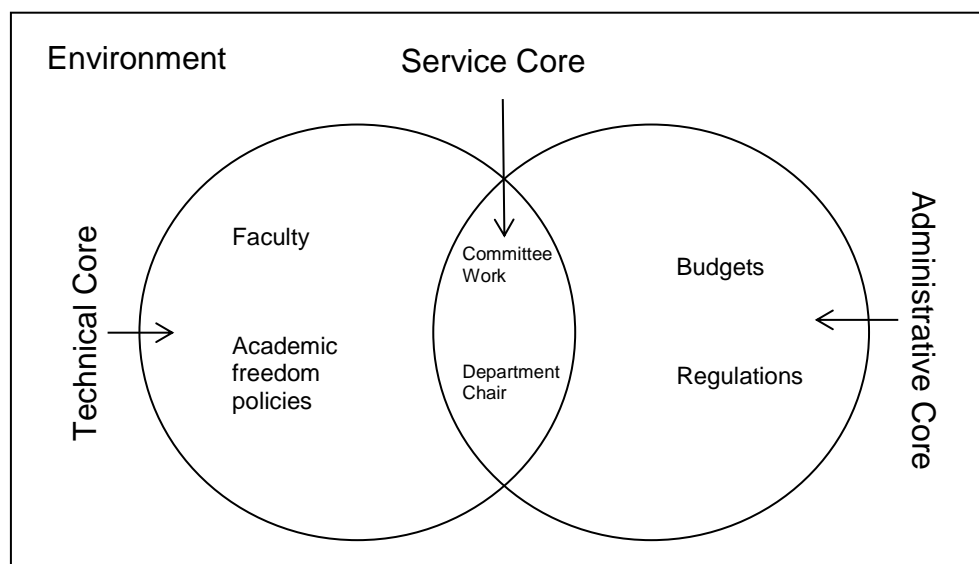 Environment
Service Core
Technical Core
Faculty
Academic
freedom
policies
Committee
Work
Department
Chair
Budgets
Regulations
Administrative Core